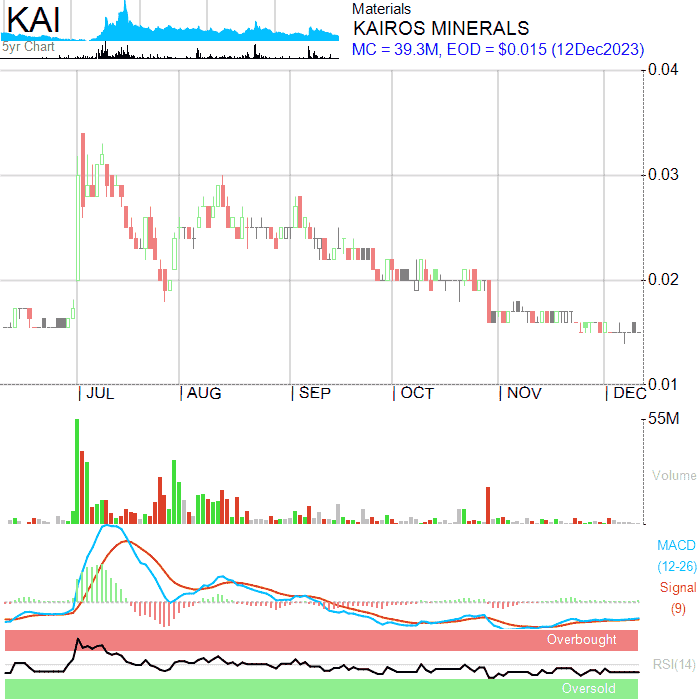 KAI
5yr Chart
Materials
KAIROS MINERALS
MC = 39.3M, EOD = $0.015 (12Dec2023)
0.04
0.03
0.02
0.01
JUL AUG SEP OCT NOV DEC
55M
Volume
MACD
(12-26)
Signal
(9)
Overbought
RSI(14)
Oversold